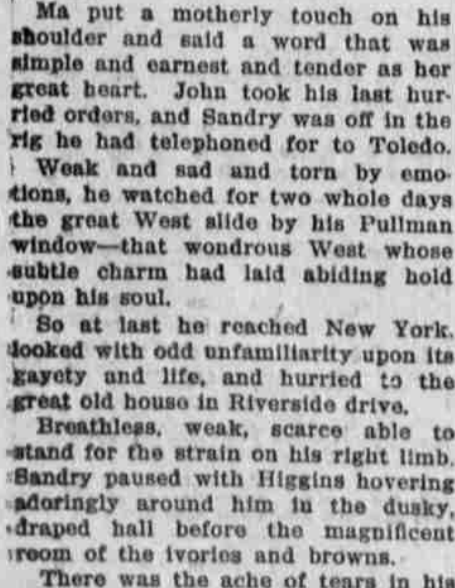 Ma put a motherly touch on his
shoulder and said a word that was
simple and earnest and tender as her
great heart. John took his last hur-
ried orders, and Sandry was off in the
rig he had telephoned for to Toledo.
Weak and sad and torn by emo-
tions, he watched for two whole days
the great West slide by his Pullman
window—that wondrous West whose
subtle charm had laid abiding hold
upon his soul.
So at last he reached New York,
looked with odd unfamiliarity upon its
gayety and life, and hurried to the
great old house in Riverside drive.
Breathless, weak, scarce able to
stand for the strain on his right limb,
Sandry paused with Higgins hovering
adoringly around him in the dusky,
draped hall before the magnificent
room of the ivories and browns.
There was the ache of tears in his